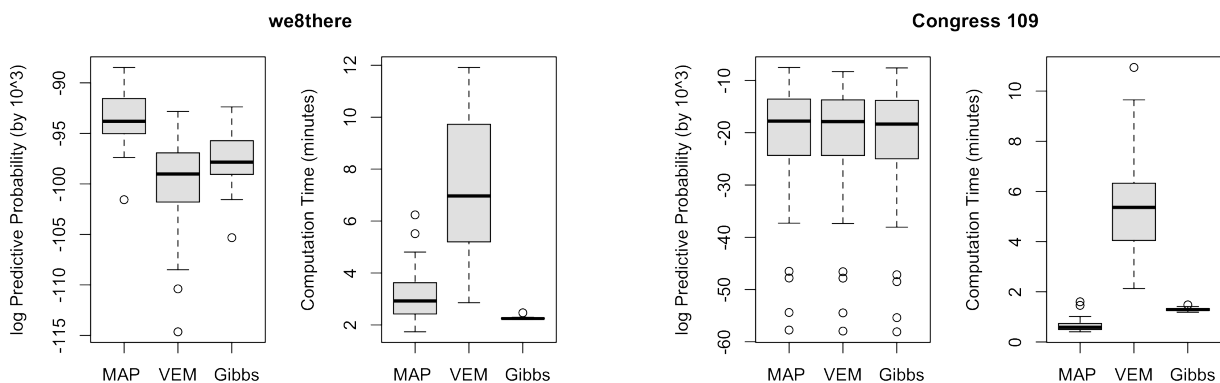 we8there
Congress 109
log Predictive Probability (by 10^3)
-90
-95
-100
-105
-110
-115
MAP VEM Gibbs
Computation Time (minutes)
12
10
8
6
4
2
MAP VEM Gibbs
log Predictive Probability (by 10^3)
-10
-20
-30
-40
-50
-60
MAP VEM Gibbs
Computation Time (minutes)
10
8
6
4
2
0
MAP VEM Gibbs